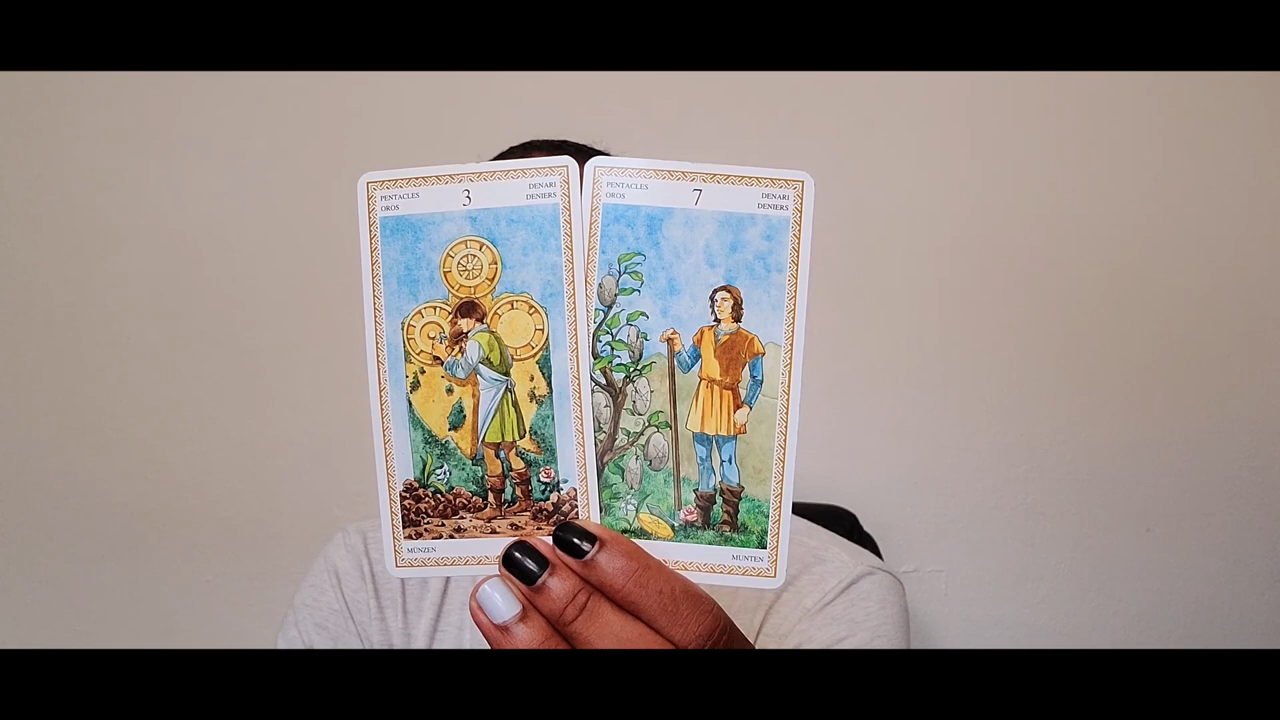 PENTACLES
OROS
3
DENARI
DENIERS
MÜNZEN
PENTACLES
OROS
7
DENARI
DENIERS
MUNTEN